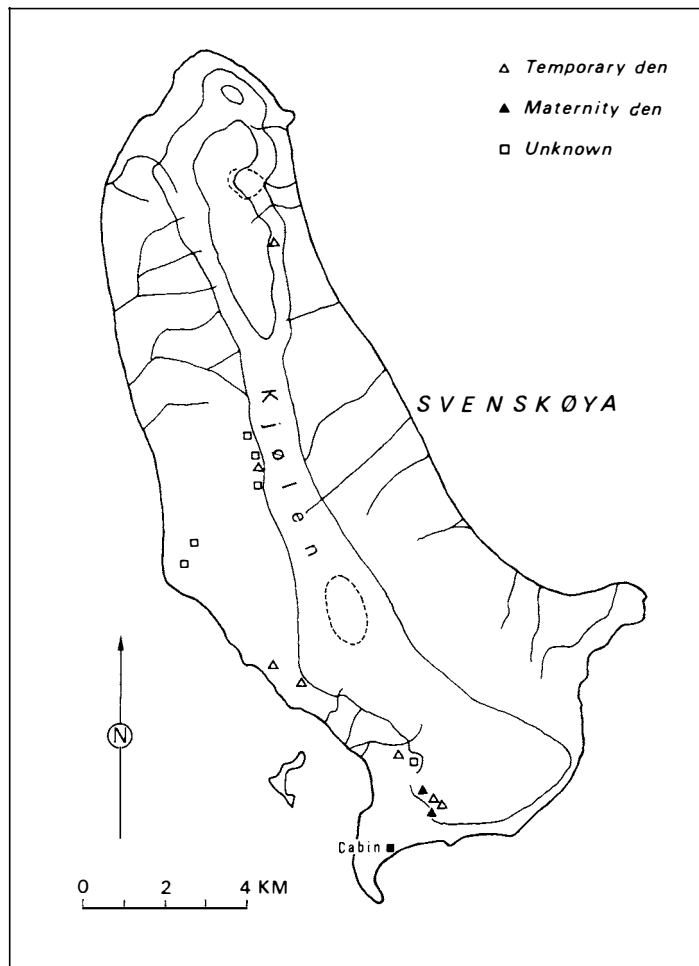 Temporary den
Maternity den
Unknown
SVENSKØYA
Kjølen
N
Cabin
0 2 4 KM